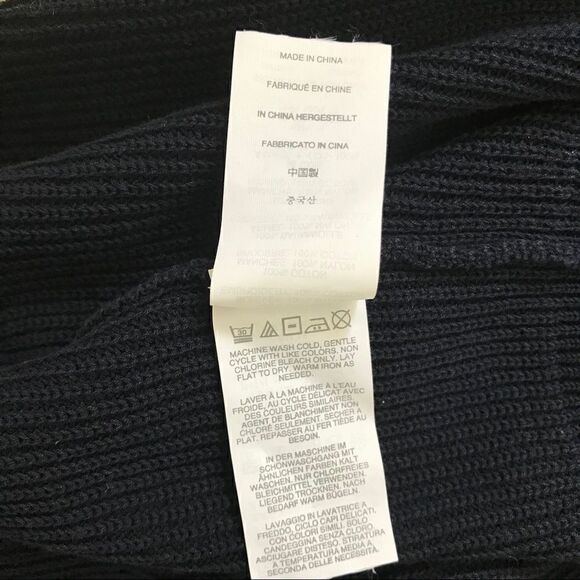 MADE IN CHINA
FABRIQUÉ EN CHINE
IN CHINA HERGESTELLT
FABBRICATO IN CINA
中国製
중국산
30
MACHINE WASH COLD, GENTLE
CYCLE WITH LIKE COLORS. NON
CHLORINE BLEACH ONLY. LAY
FLAT TO DRY. WARM IRON AS
NEEDED.
LAVER À LA MACHINE À L'EAU
FROIDE, AU CYCLE DÉLICAT AVEC
DES COULEURS SIMILAIRES.
AGENT DE BLANCHIMENT NON
CHLORÉ SEULEMENT. SECHER A
PLAT. REPASSER AU FER TIÈDE AU
BESOIN.
IN DER MASCHINE IM
SCHONWASCHGANG MIT
ÄHNLICHEN FARBEN KALT
WASCHEN. NUR CHLORFREIES
BLEICHMITTEL VERWENDEN.
LIEGEND TROCKNEN. NACH
BEDARF WARM BÜGELN.
LAVAGGIO IN LAVATRICE A
FREDDO, CICLO CAPI DELICATI,
CON COLORI SIMILI. SOLO
CANDEGGINA SENZA CLORO.
ASCIUGARE DISTESO. STIRATURA
A TEMPERATURA MEDIA A
SECONDA DELLE NECESSITÀ.